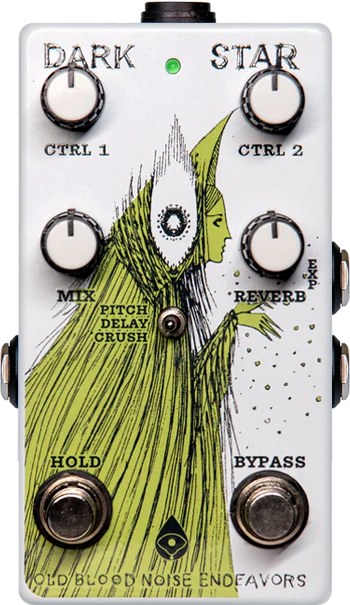 DARK STAR
CTRL 1 CTRL 2
MIX REVERB
EXP
PITCH
DELAY
CRUSH
HOLD BYPASS
OLD BLOOD NOISE ENDEAVORS